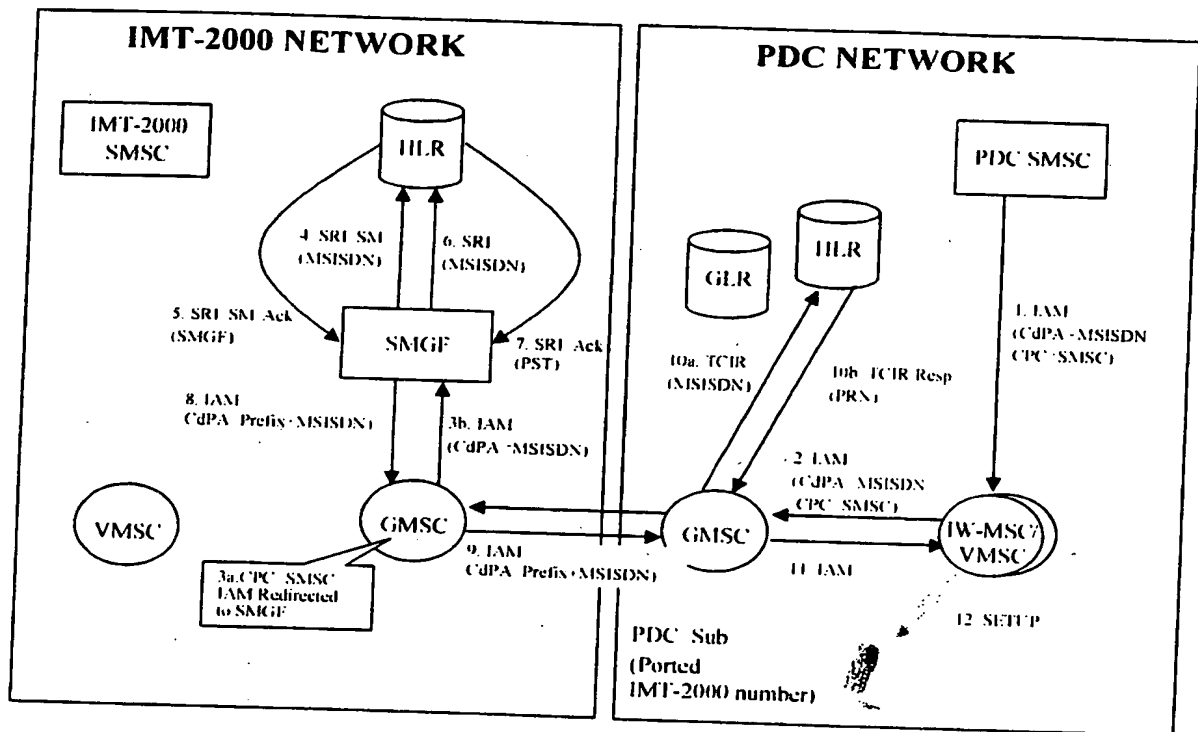 IMT-2000 NETWORK
IMT-2000
SMSC
HLR
4. SRI SM
(MSISDN)
6. SRI
(MSISDN)
5. SRI SM Ack
(SMGF)
SMGF
7. SRI Ack
(PST)
8. IAM
CdPA Prefix+MSISDN)
3b. IAM
(CdPA -MSISDN)
VMSC
GMSC
3a.CPC SMSC
IAM Redirected
to SMGF
9. IAM
CdPA Prefix+MSISDN)
PDC NETWORK
PDC SMSC
GLR
HLR
1. IAM
(CdPA -MSISDN
CPC -SMSC)
10a. TCIR
(MSISDN)
10b. TCIR Resp
(PRN)
2 IAM
(CdPA MSISDN
CPC SMSC)
GMSC
IW-MSC/
VMSC
11 IAM
12 SETUP
PDC Sub
(Ported
IMT-2000 number)